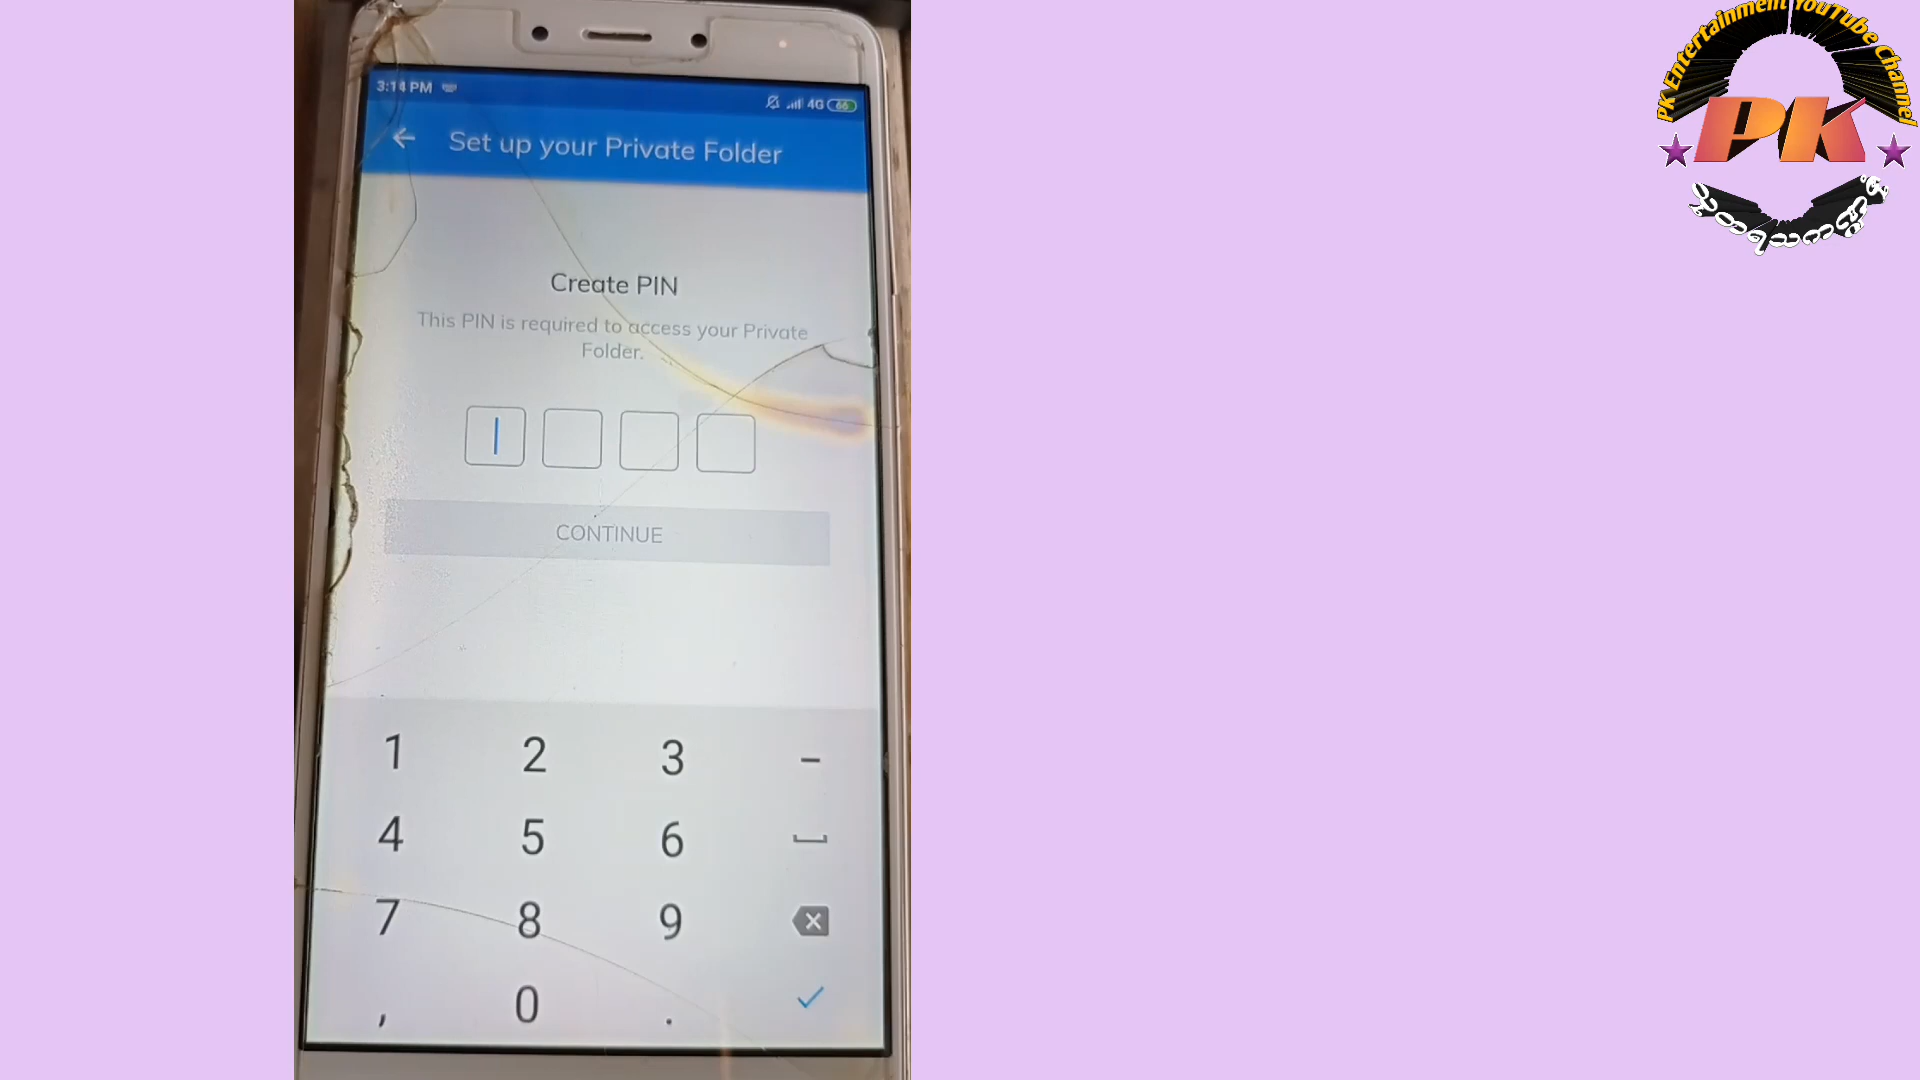 PK Entertainment YouTube Channel
PK
3:14 PM
4G 66
Set up your Private Folder
Create PIN
This PIN is required to access your Private
Folder.
CONTINUE
1 2 3 -
4 5 6
7 8 9
, 0 .